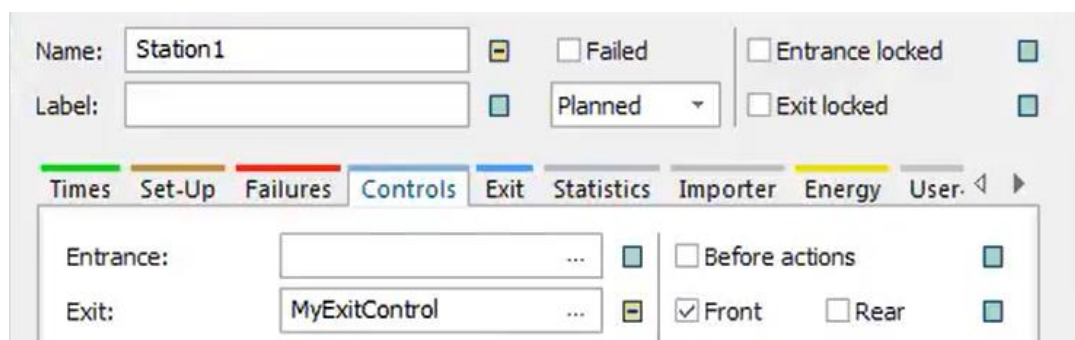 Name: Station1 Failed Entrance locked
Label: Planned Exit locked
Times Set-Up Failures Controls Exit Statistics Importer Energy User-
Entrance: ... Before actions
Exit: MyExitControl ... Front Rear